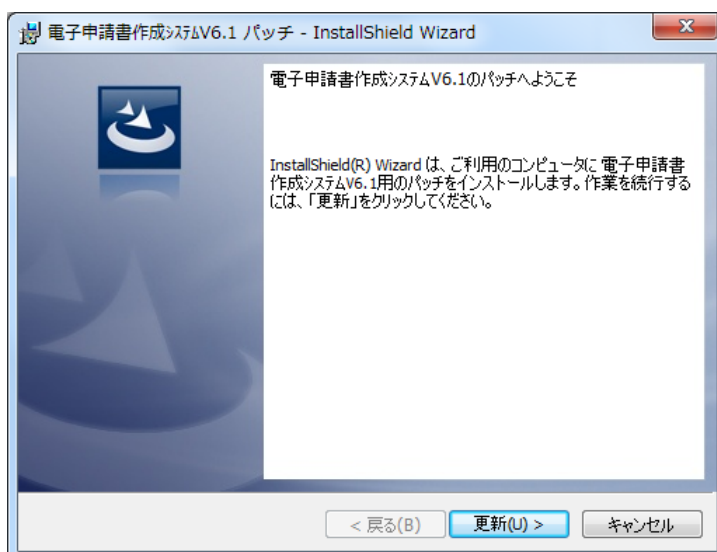 電子申請書作成ｼｽﾃﾑV6.1 パッチ - InstallShield Wizard
電子申請書作成ｼｽﾃﾑV6.1のパッチへようこそ
InstallShield(R) Wizard は、ご利用のコンピュータに 電子申請書
作成ｼｽﾃﾑV6.1用のパッチをインストールします。作業を続行する
には、「更新」をクリックしてください。
< 戻る(B)
更新(U) >
キャンセル